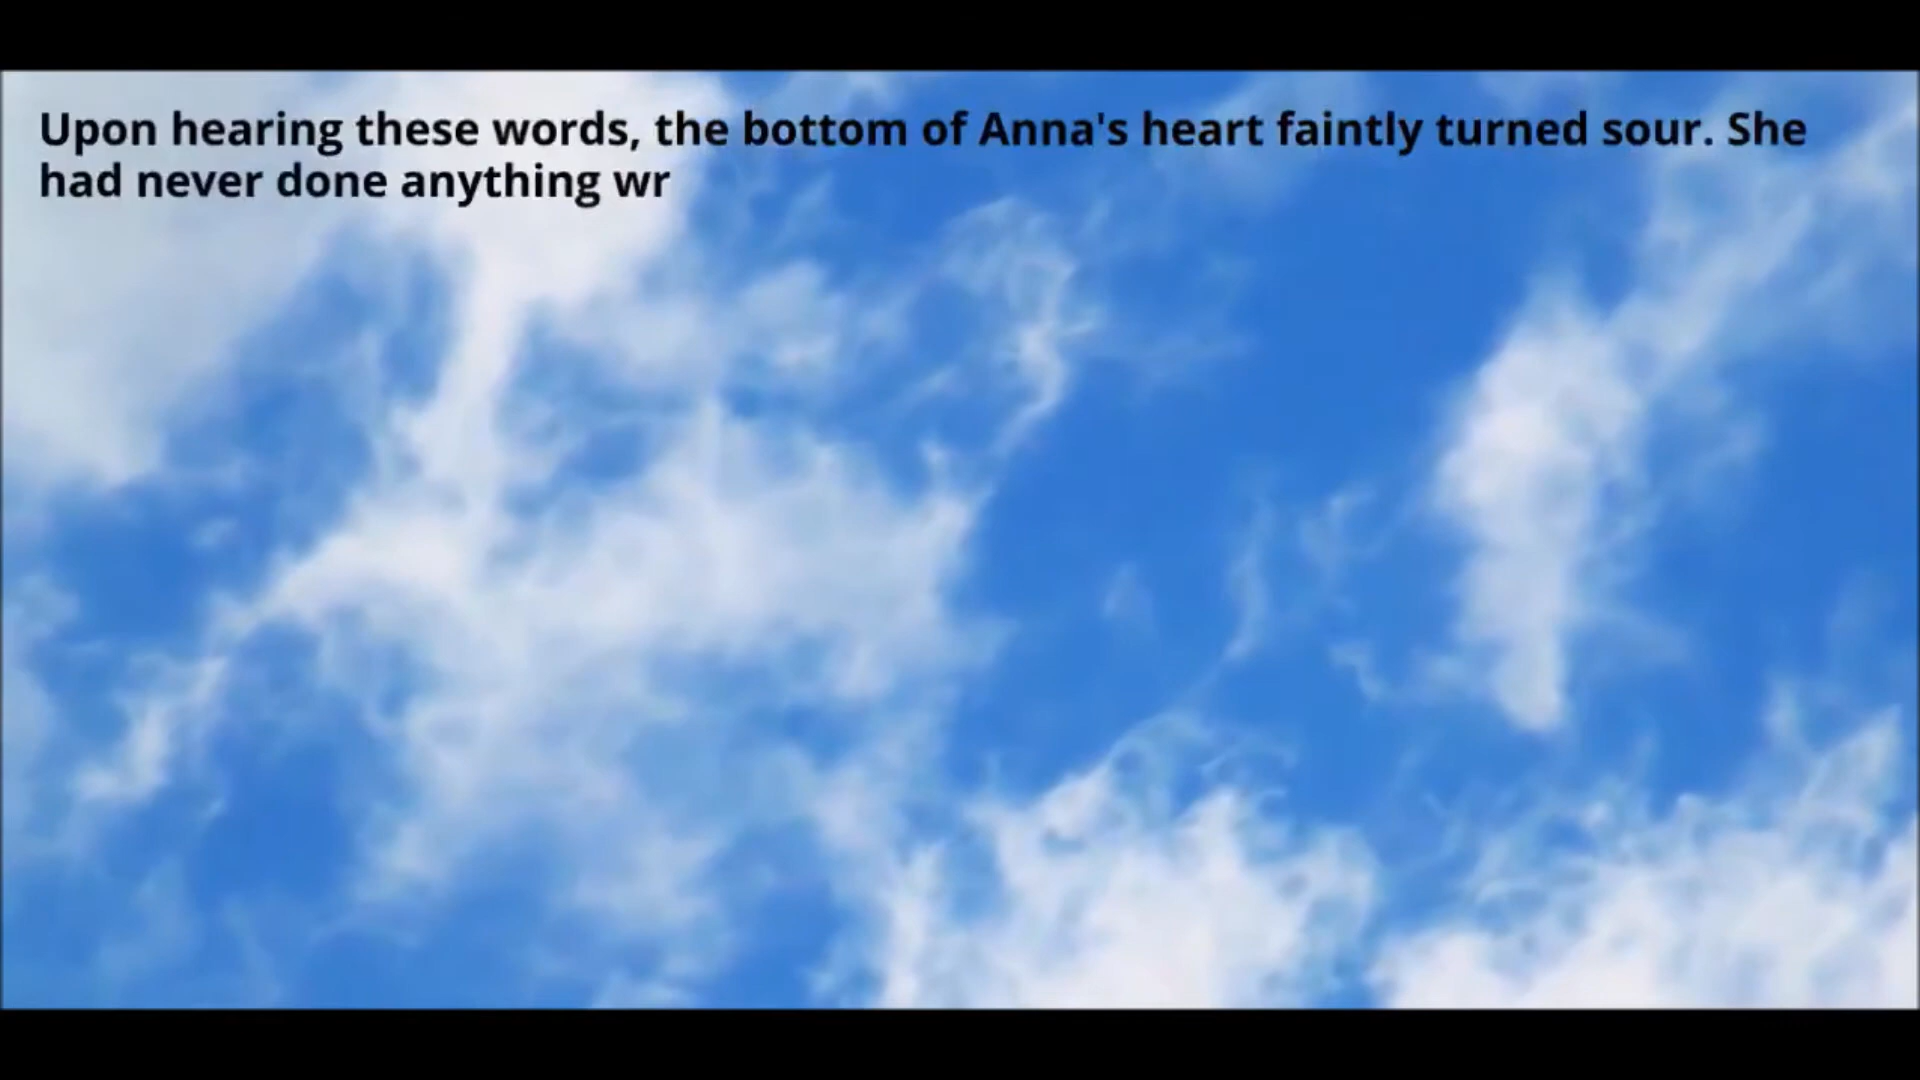 Upon hearing these words, the bottom of Anna's heart faintly turned sour. She
had never done anything wr